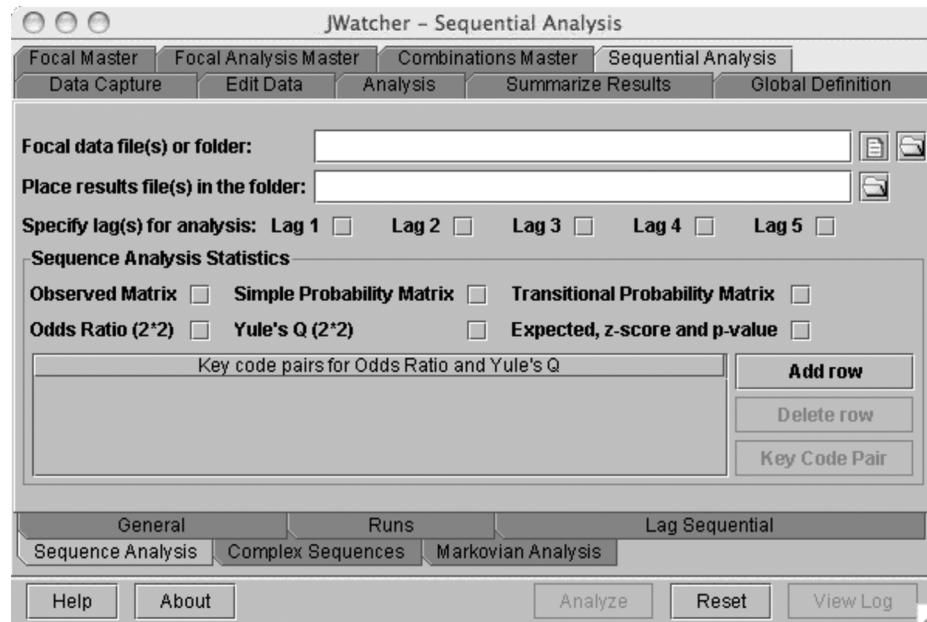 JWatcher – Sequential Analysis
Focal Master Focal Analysis Master Combinations Master Sequential Analysis
Data Capture Edit Data Analysis Summarize Results Global Definition
Focal data file(s) or folder:
Place results file(s) in the folder:
Specify lag(s) for analysis: Lag 1 Lag 2 Lag 3 Lag 4 Lag 5
Sequence Analysis Statistics
Observed Matrix Simple Probability Matrix Transitional Probability Matrix
Odds Ratio (2*2) Yule's Q (2*2) Expected, z-score and p-value
Key code pairs for Odds Ratio and Yule's Q Add row
Delete row
Key Code Pair
General Runs Lag Sequential
Sequence Analysis Complex Sequences Markovian Analysis
Help About Analyze Reset View Log